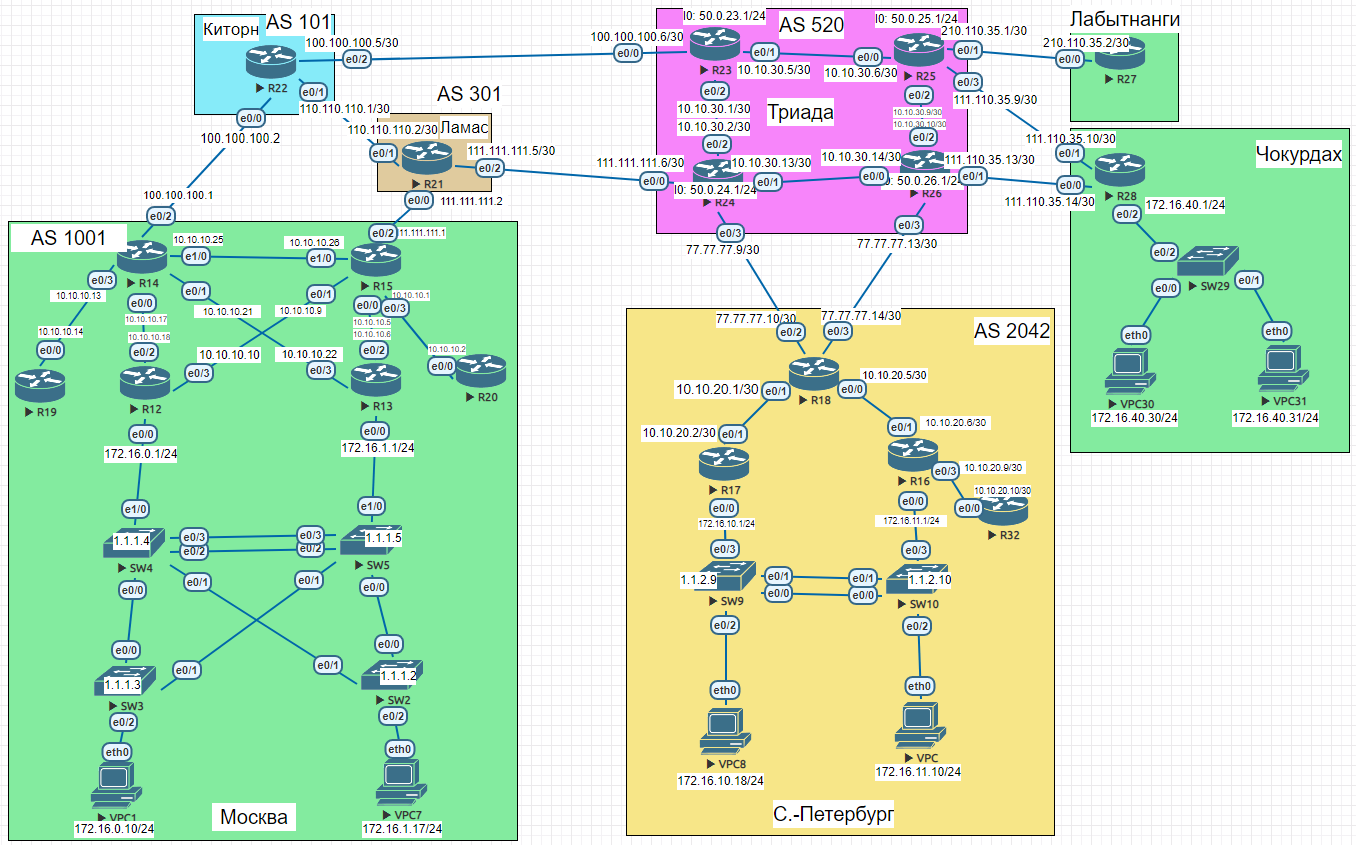 Киторн
AS 101
100.100.100.5/30
e0/2
R22
e0/1
110.110.110.1/30
e0/0
100.100.100.2
AS 301
110.110.110.2/30
Ламас
e0/1
R21
e0/2
111.111.111.5/30
e0/0
111.111.111.2
l0: 50.0.23.1/24
AS 520
l0: 50.0.25.1/24
100.100.100.6/30
e0/0
R23
e0/1
10.10.30.5/30
e0/0
10.10.30.6/30
R25
e0/1
210.110.35.1/30
e0/3
111.110.35.9/30
e0/2
10.10.30.1/30
10.10.30.2/30
e0/2
Триада
e0/2
10.10.30.9/30
10.10.30.10/30
e0/2
111.111.111.6/30
e0/0
10.10.30.13/30
e0/1
l0: 50.0.24.1/24
R24
10.10.30.14/30
e0/0
l0: 50.0.26.1/24
R26
111.110.35.13/30
e0/1
e0/3
77.77.77.9/30
e0/3
77.77.77.13/30
Лабытнанги
210.110.35.2/30
e0/0
R27
111.110.35.10/30
e0/1
e0/0
111.110.35.14/30
R28
Чокурдах
e0/2
172.16.40.1/24
e0/2
SW29
e0/0
e0/1
eth0
eth0
VPC30
172.16.40.30/24
VPC31
172.16.40.31/24
100.100.100.1
e0/2
AS 1001
10.10.10.25
e1/0
10.10.10.26
e1/0
e0/2
111.111.111.1
R14
R15
e0/3
10.10.10.13
e0/0
10.10.10.17
e0/1
10.10.10.21
e0/1
10.10.10.9
e0/0
10.10.10.5
e0/3
10.10.10.1
10.10.10.14
e0/0
10.10.10.18
e0/2
10.10.10.10
e0/3
10.10.10.22
e0/3
10.10.10.6
e0/2
10.10.10.2
e0/0
R19
R12
R13
R20
e0/0
172.16.0.1/24
e0/0
172.16.1.1/24
e1/0
e1/0
1.1.1.4
SW4
e0/3
e0/2
e0/3
e0/2
1.1.1.5
SW5
e0/0
e0/1
e0/1
e0/0
e0/0
e0/1
e0/1
e0/0
1.1.1.3
SW3
1.1.1.2
SW2
e0/2
e0/2
eth0
eth0
VPC1
172.16.0.10/24
VPC7
172.16.1.17/24
Москва
77.77.77.10/30
e0/2
77.77.77.14/30
e0/3
AS 2042
R18
10.10.20.1/30
e0/1
e0/0
10.10.20.5/30
10.10.20.2/30
e0/1
e0/1
10.10.20.6/30
R17
R16
e0/3
10.10.20.9/30
10.10.20.10/30
e0/0
R32
e0/0
172.16.10.1/24
e0/0
172.16.11.1/24
e0/3
e0/3
1.1.2.9
SW9
e0/1
e0/0
e0/1
e0/0
1.1.2.10
SW10
e0/2
e0/2
eth0
eth0
VPC8
172.16.10.18/24
VPC
172.16.11.10/24
С.-Петербург